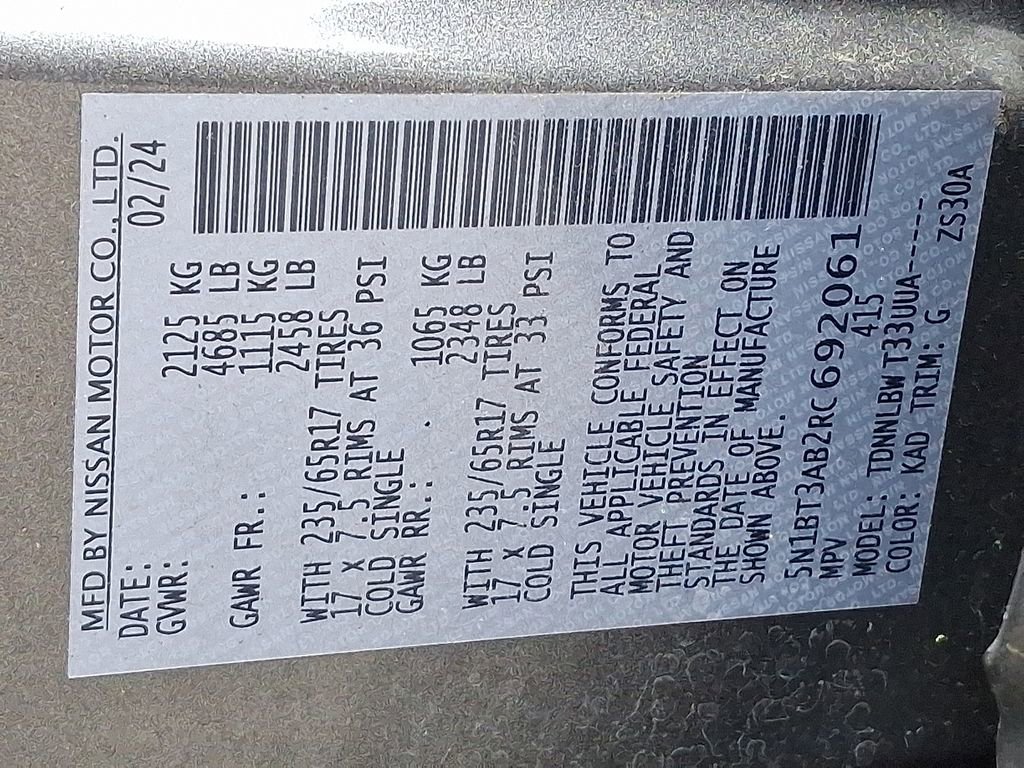 MFD BY NISSAN MOTOR CO., LTD.
DATE: 02/24
GVWR: 2125 KG
4685 LB
GAWR FR.: 1115 KG
2458 LB
WITH 235/65R17 TIRES
17 X 7.5 RIMS AT 36 PSI
COLD SINGLE
GAWR RR.: 1065 KG
2348 LB
WITH 235/65R17 TIRES
17 X 7.5 RIMS AT 33 PSI
COLD SINGLE
THIS VEHICLE CONFORMS TO
ALL APPLICABLE FEDERAL
MOTOR VEHICLE SAFETY AND
THEFT PREVENTION
STANDARDS IN EFFECT ON
THE DATE OF MANUFACTURE
SHOWN ABOVE.
5N1BT3AB2RC692061
MPV 415
MODEL: TDNNLBW T33UUA------
COLOR: KAD TRIM: G ZS30A